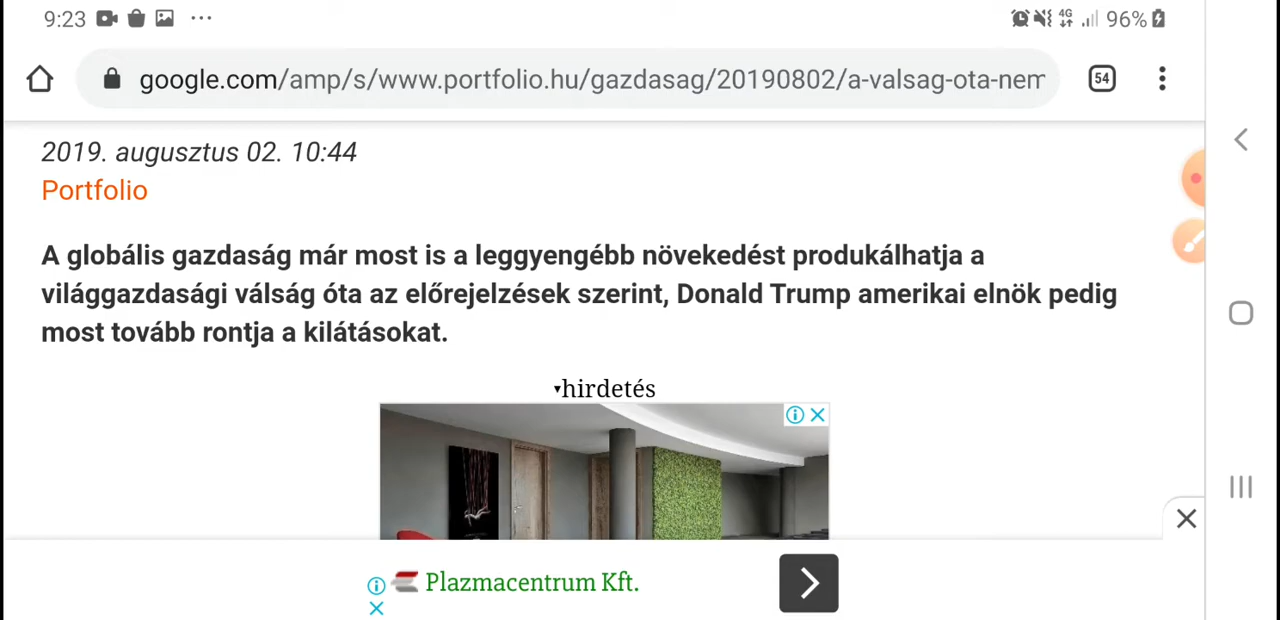 9:23 ... 4G 96%
google.com/amp/s/www.portfolio.hu/gazdasag/20190802/a-valsag-ota-nem
54
2019. augusztus 02. 10:44
Portfolio
A globális gazdaság már most is a leggyengébb növekedést produkálhatja a
világgazdasági válság óta az előrejelzések szerint, Donald Trump amerikai elnök pedig
most tovább rontja a kilátásokat.
▾hirdetés
Plazmacentrum Kft.